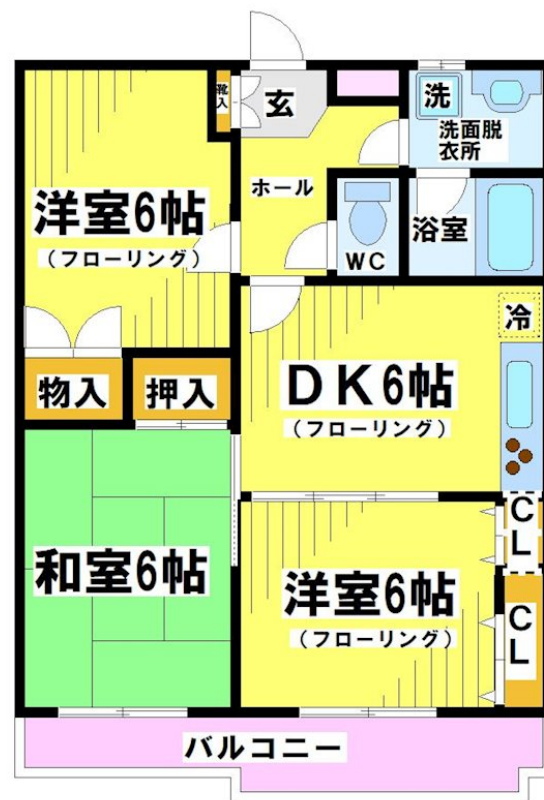 靴入
玄
洗
洗面脱
衣所
ホール
洋室6帖
(フローリング)
WC
浴室
冷
DK6帖
(フローリング)
物入
押入
CL
和室6帖
洋室6帖
(フローリング)
CL
バルコニー